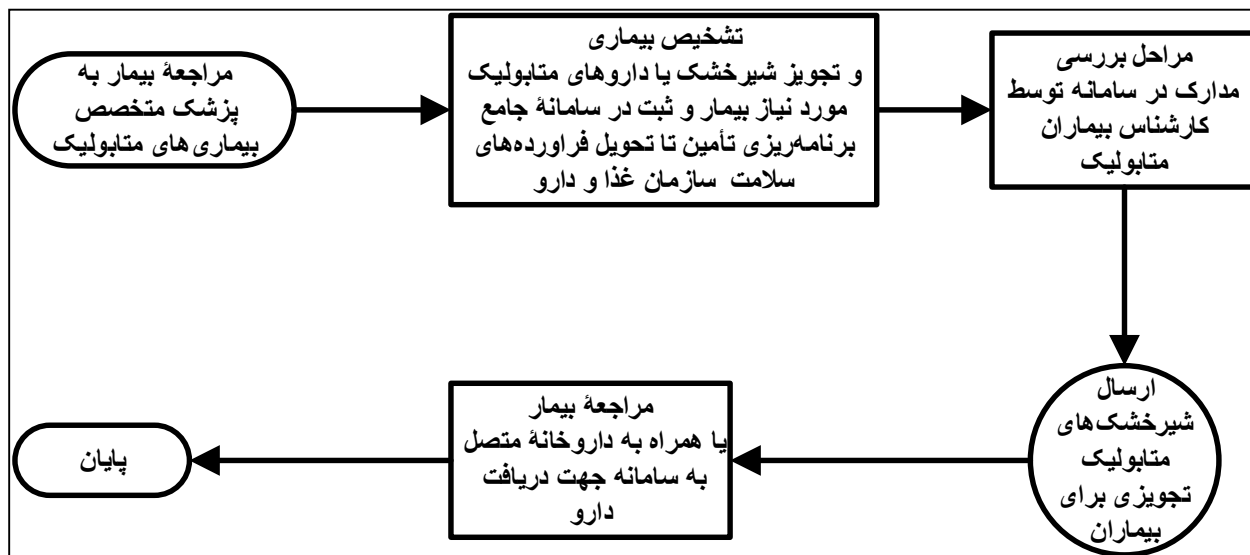 مراجعهٔ بیمار به
پزشک متخصص
بیماری‌های متابولیک
تشخیص بیماری
و تجویز شیرخشک یا داروهای متابولیک
مورد نیاز بیمار و ثبت در سامانهٔ جامع
برنامه‌ریزی تأمین تا تحویل فراورده‌های
سلامت سازمان غذا و دارو
مراحل بررسی
مدارک در سامانه توسط
کارشناس بیماران
متابولیک
ارسال
شیرخشک‌های
متابولیک
تجویزی برای
بیماران
مراجعهٔ بیمار
یا همراه به داروخانهٔ متصل
به سامانه جهت دریافت
دارو
پایان